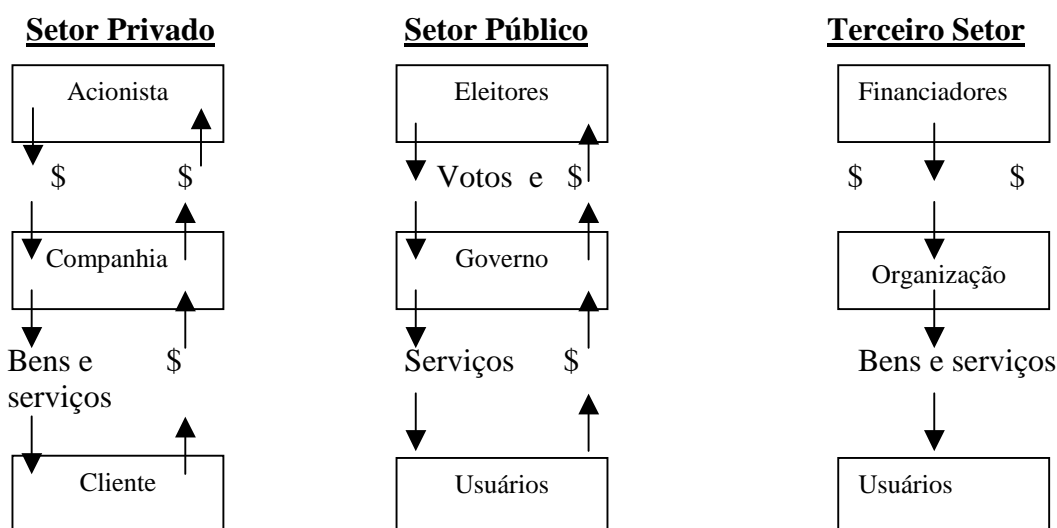 Setor Privado Setor Público Terceiro Setor
Acionista Eleitores Financiadores
$ $ Votos e $ $ $
Companhia Governo Organização
Bens e $ Serviços $ Bens e serviços
serviços
Cliente Usuários Usuários